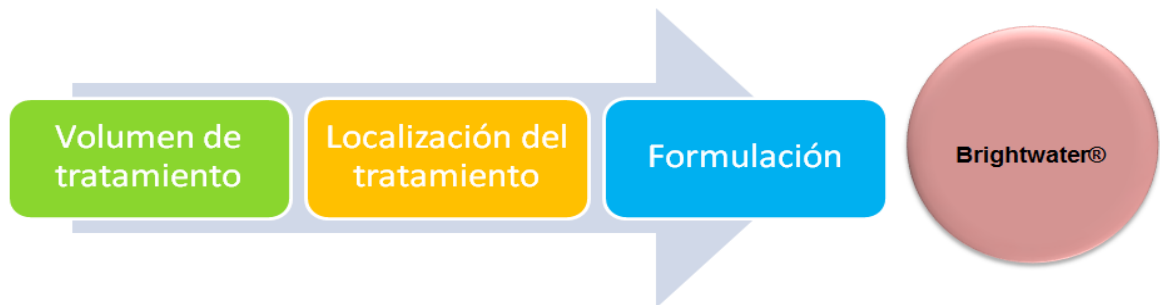 Volumen de
tratamiento
Localización del
tratamiento
Formulación
Brightwater®